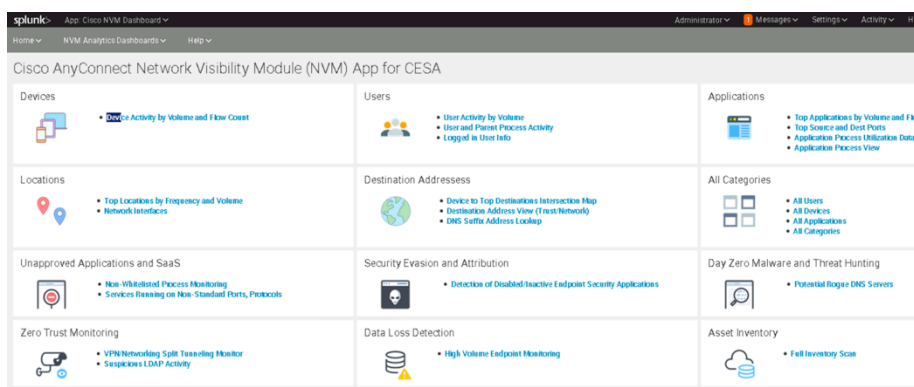 splunk> App: Cisco NVM Dashboard Administrator 1 Messages Settings Activity
Home NVM Analytics Dashboards Help
Cisco AnyConnect Network Visibility Module (NVM) App for CESA
Devices
Device Activity by Volume and Flow Count
Users
User Activity by Volume
User and Parent Process Activity
Logged in User Info
Applications
Top Applications by Volume and
Top Source and Dest Ports
Application Process Utilization Data
Application Process View
Locations
Top Locations by Frequency and Volume
Network Interfaces
Destination Addressess
Device to Top Destinations Intersection Map
Destination Address View (Trust/Network)
DNS Suffix Address Lookup
All Categories
All Users
All Devices
All Applications
All Categories
Unapproved Applications and SaaS
Non-Whitelisted Process Monitoring
Services Running on Non-Standard Ports, Protocols
Security Evasion and Attribution
Detection of Disabled/Inactive Endpoint Security Applications
Day Zero Malware and Threat Hunting
Potential Rogue DNS Servers
Zero Trust Monitoring
VPN/Networking Split Tunneling Monitor
Suspicious LDAP Activity
Data Loss Detection
High Volume Endpoint Monitoring
Asset Inventory
Full Inventory Scan